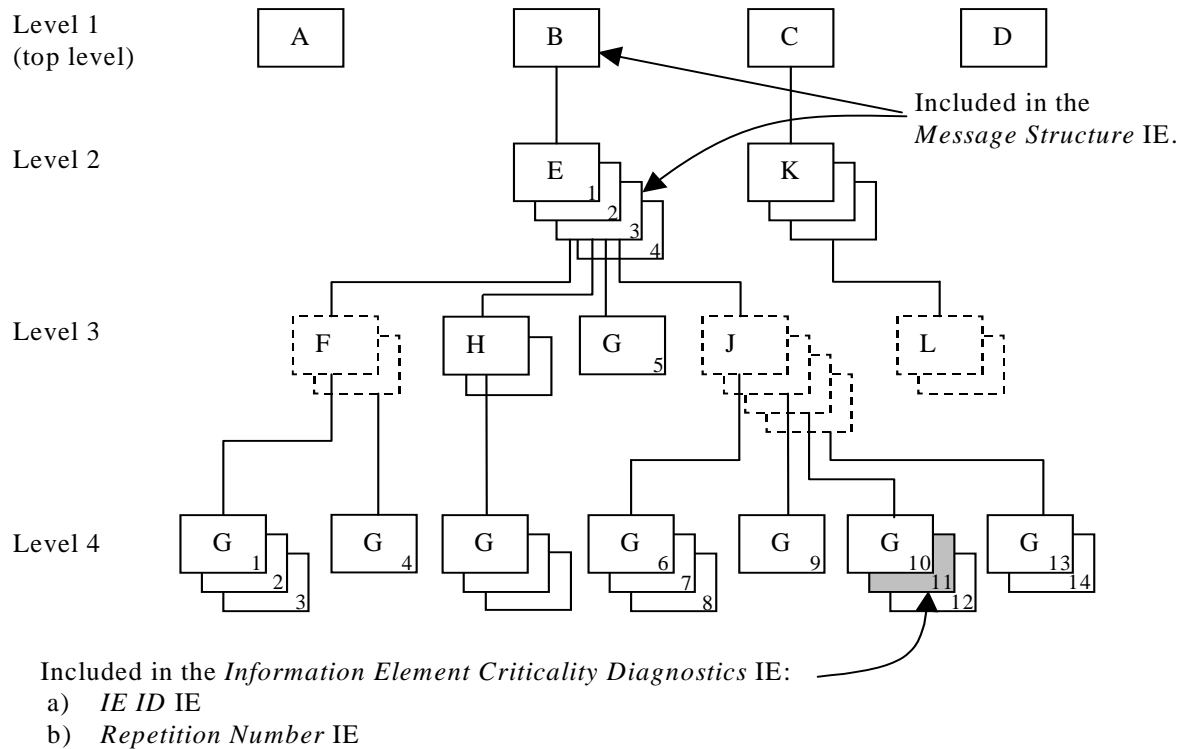 Level 1
(top level)
A
B
C
D
Included in the
Message Structure IE.
Level 2
E
1
2
3
4
K
Level 3
F
H
G
5
J
L
Level 4
G
1
2
3
G
4
G
G
6
7
8
G
9
G
10
11
12
G
13
14
Included in the Information Element Criticality Diagnostics IE:
a) IE ID IE
b) Repetition Number IE